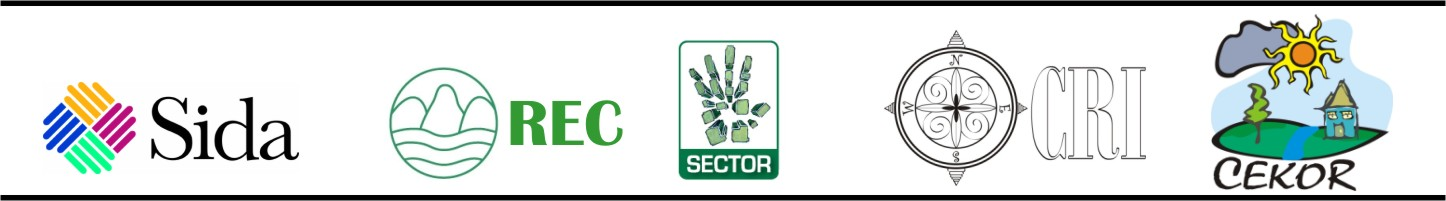 Sida
REC
SECTOR
N
W
E
S
CRI
CEKOR